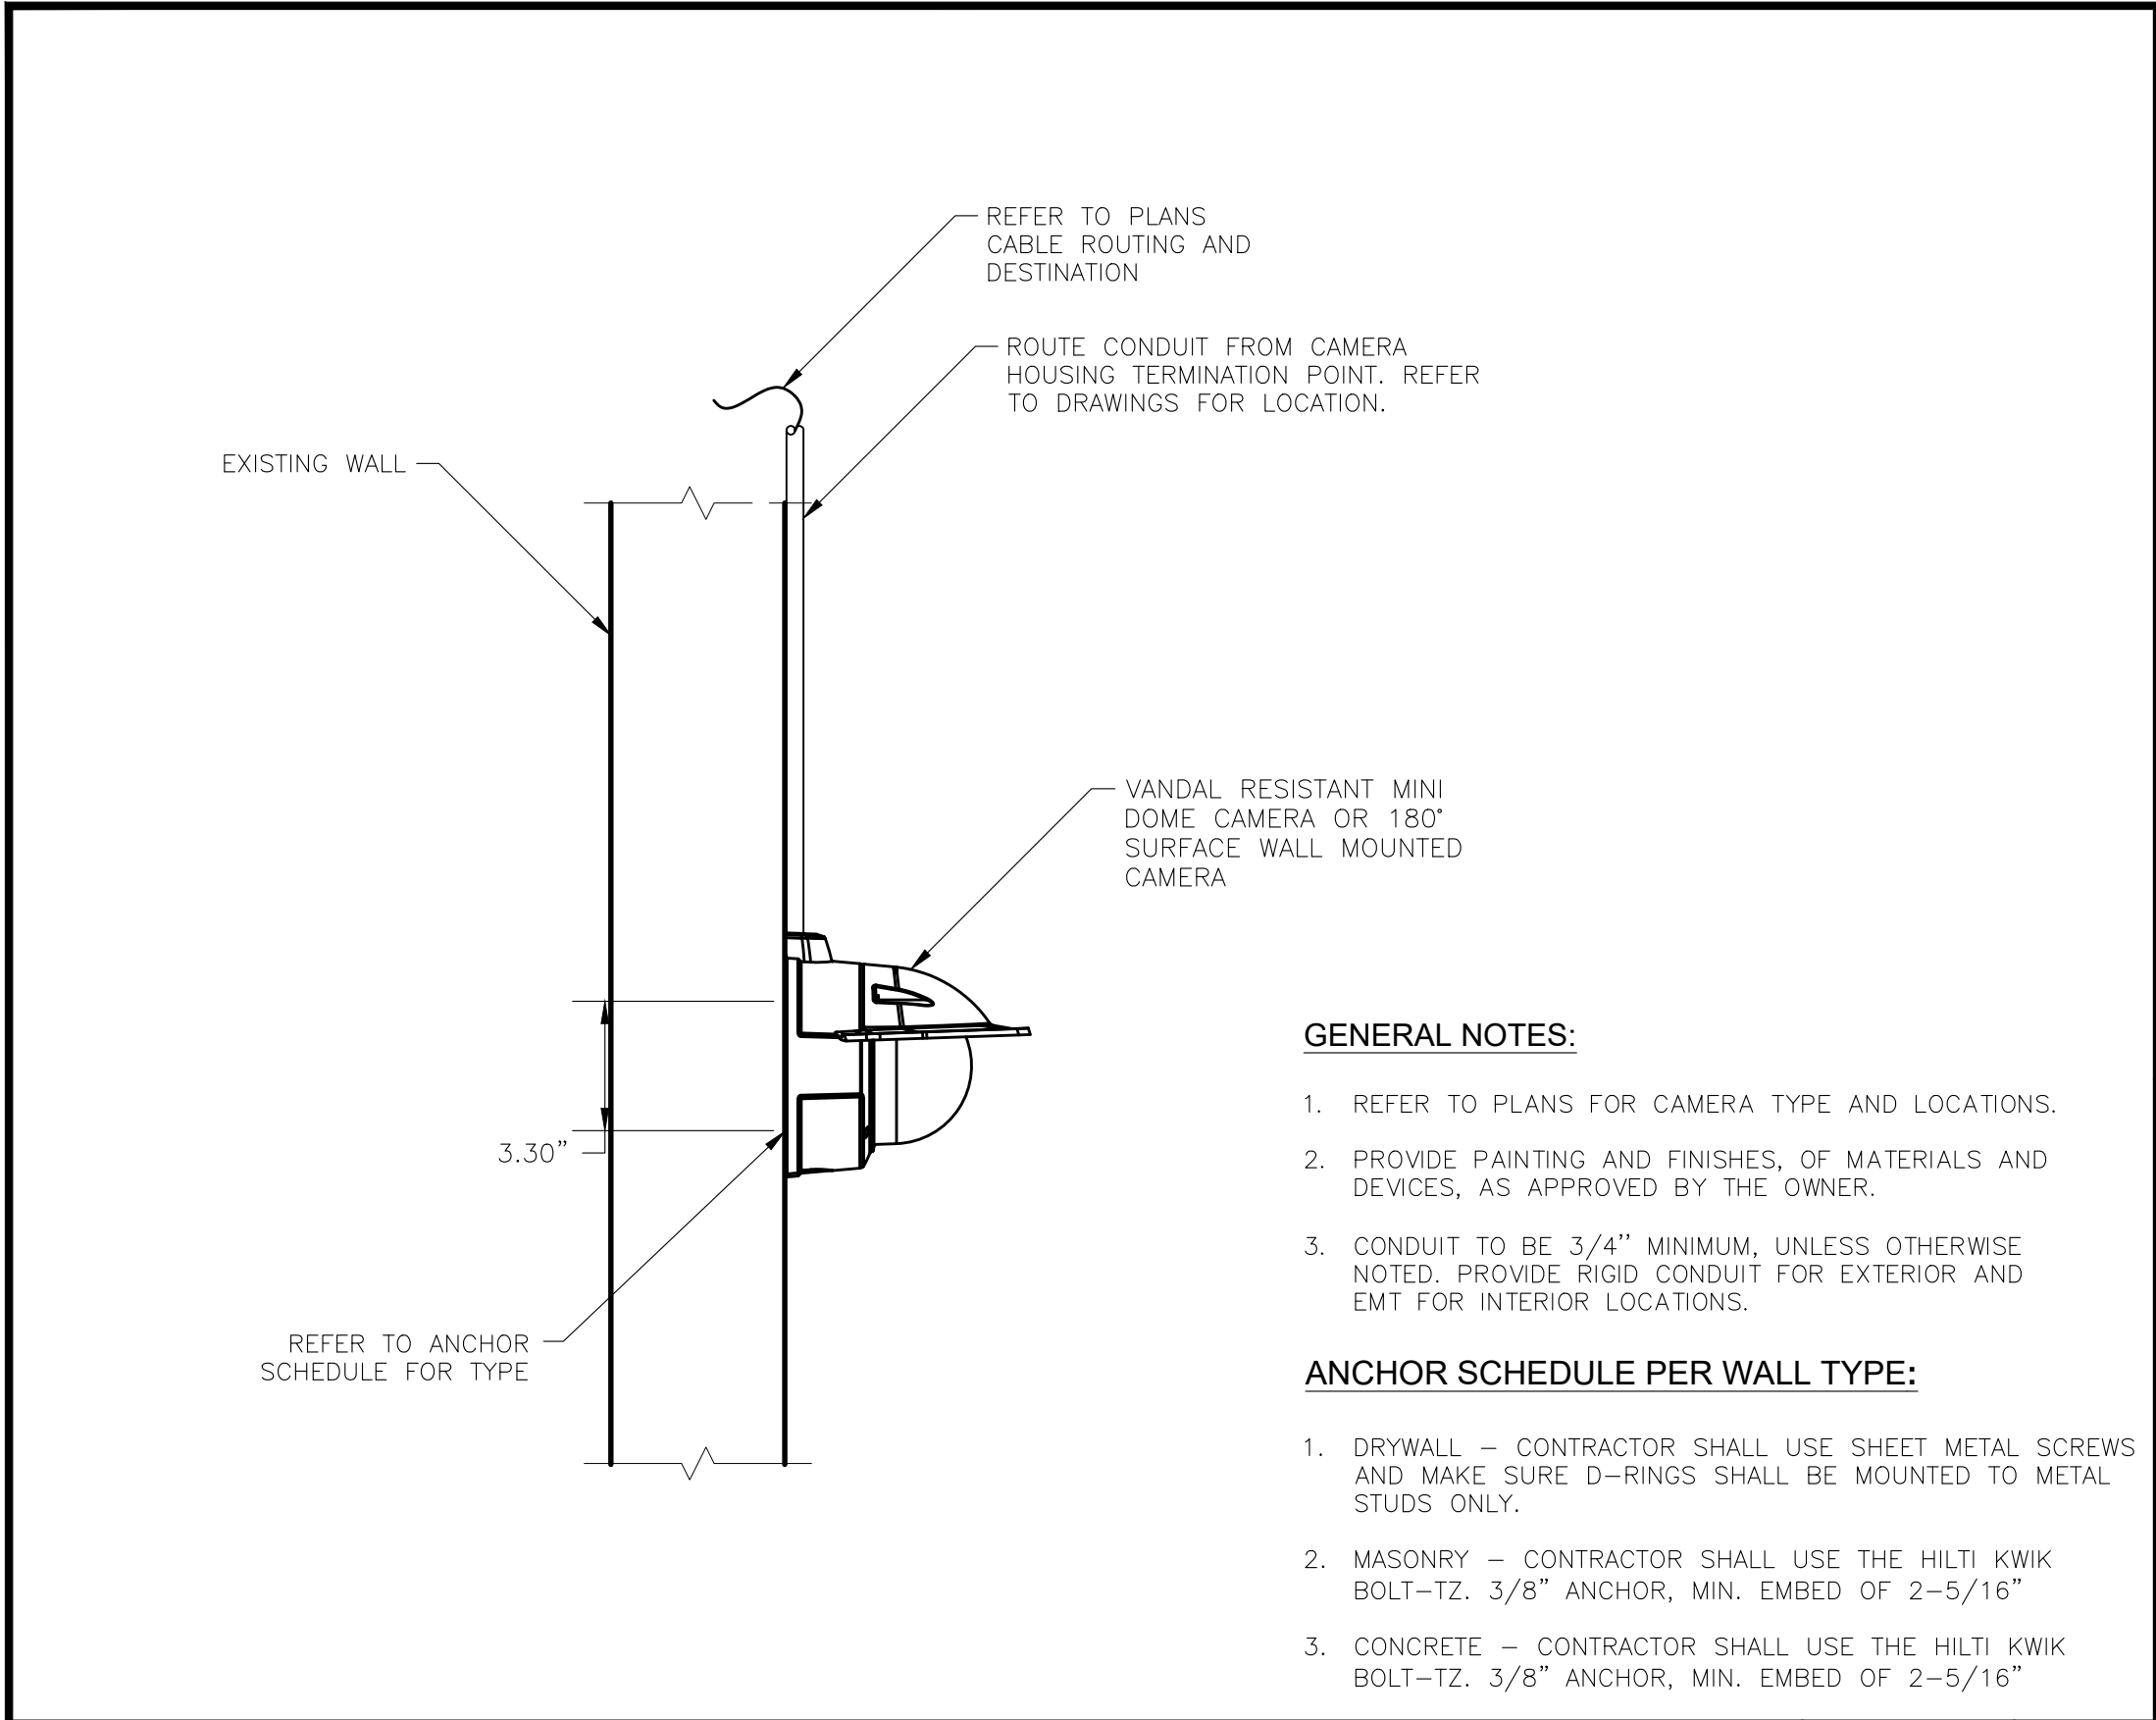 REFER TO PLANS
CABLE ROUTING AND
DESTINATION
ROUTE CONDUIT FROM CAMERA
HOUSING TERMINATION POINT. REFER
TO DRAWINGS FOR LOCATION.
EXISTING WALL
VANDAL RESISTANT MINI
DOME CAMERA OR 180°
SURFACE WALL MOUNTED
CAMERA
3.30”
REFER TO ANCHOR
SCHEDULE FOR TYPE
GENERAL NOTES:
1. REFER TO PLANS FOR CAMERA TYPE AND LOCATIONS.
2. PROVIDE PAINTING AND FINISHES, OF MATERIALS AND
DEVICES, AS APPROVED BY THE OWNER.
3. CONDUIT TO BE 3/4’’ MINIMUM, UNLESS OTHERWISE
NOTED. PROVIDE RIGID CONDUIT FOR EXTERIOR AND
EMT FOR INTERIOR LOCATIONS.
ANCHOR SCHEDULE PER WALL TYPE:
1. DRYWALL – CONTRACTOR SHALL USE SHEET METAL SCREWS
AND MAKE SURE D–RINGS SHALL BE MOUNTED TO METAL
STUDS ONLY.
2. MASONRY – CONTRACTOR SHALL USE THE HILTI KWIK
BOLT–TZ. 3/8” ANCHOR, MIN. EMBED OF 2–5/16”
3. CONCRETE – CONTRACTOR SHALL USE THE HILTI KWIK
BOLT–TZ. 3/8” ANCHOR, MIN. EMBED OF 2–5/16”